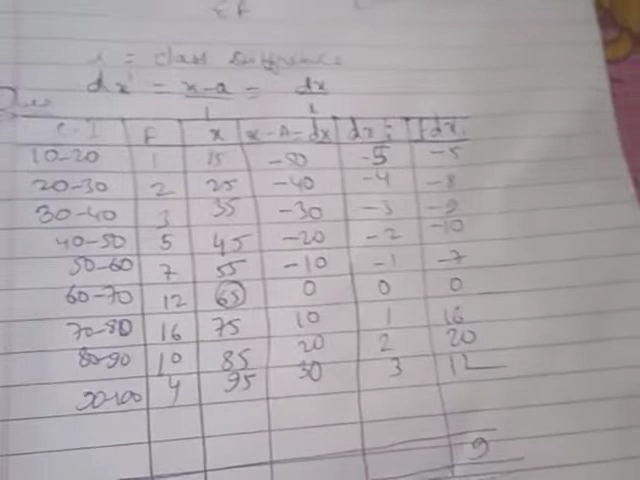 Σf
i = class difference
dx' = x-a/i = dx/i
Ques
C.I f x x-A=dx dx' fdx'
10-20 1 15 -50 -5 -5
20-30 2 25 -40 -4 -8
30-40 3 35 -30 -3 -9
40-50 5 45 -20 -2 -10
50-60 7 55 -10 -1 -7
60-70 12 65 0 0 0
70-80 16 75 10 1 16
80-90 10 85 20 2 20
90-100 4 95 30 3 12
9